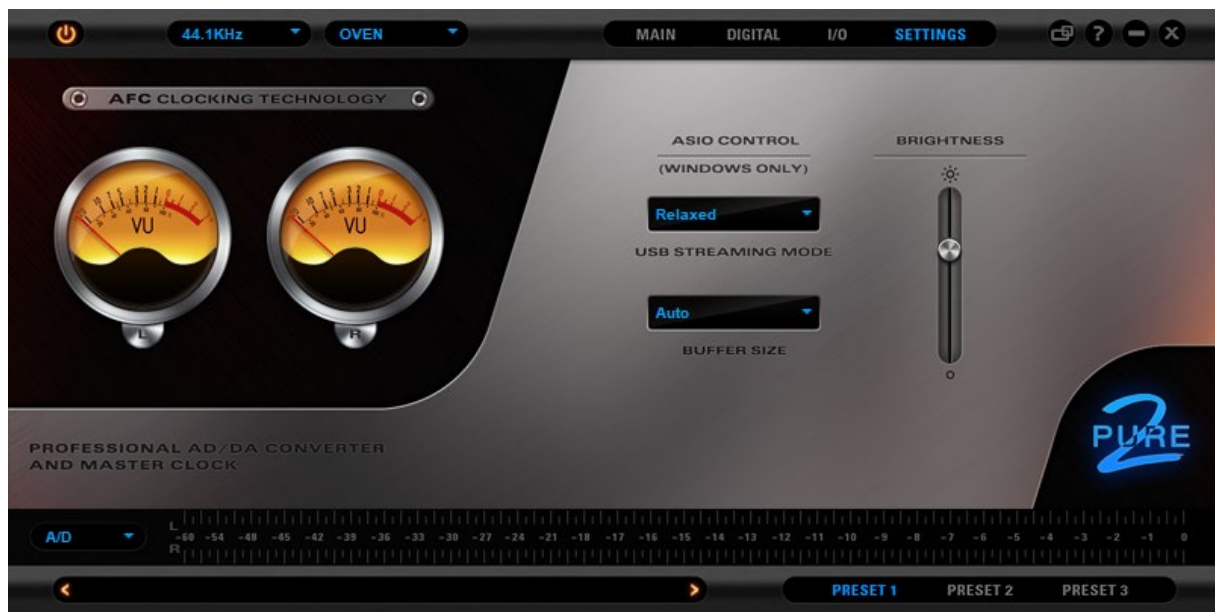 44.1KHz
OVEN
MAIN
DIGITAL
I/O
SETTINGS
?
AFC CLOCKING TECHNOLOGY
VU
VU
L
R
ASIO CONTROL
(WINDOWS ONLY)
Relaxed
USB STREAMING MODE
Auto
BUFFER SIZE
BRIGHTNESS
PROFESSIONAL AD/DA CONVERTER
AND MASTER CLOCK
PURE
2
A/D
L
-60 -54 -48 -45 -42 -39 -36 -33 -30 -27 -24 -21 -18 -17 -16 -15 -14 -13 -12 -11 -10 -9 -8 -7 -6 -5 -4 -3 -2 -1 0
R
PRESET 1
PRESET 2
PRESET 3